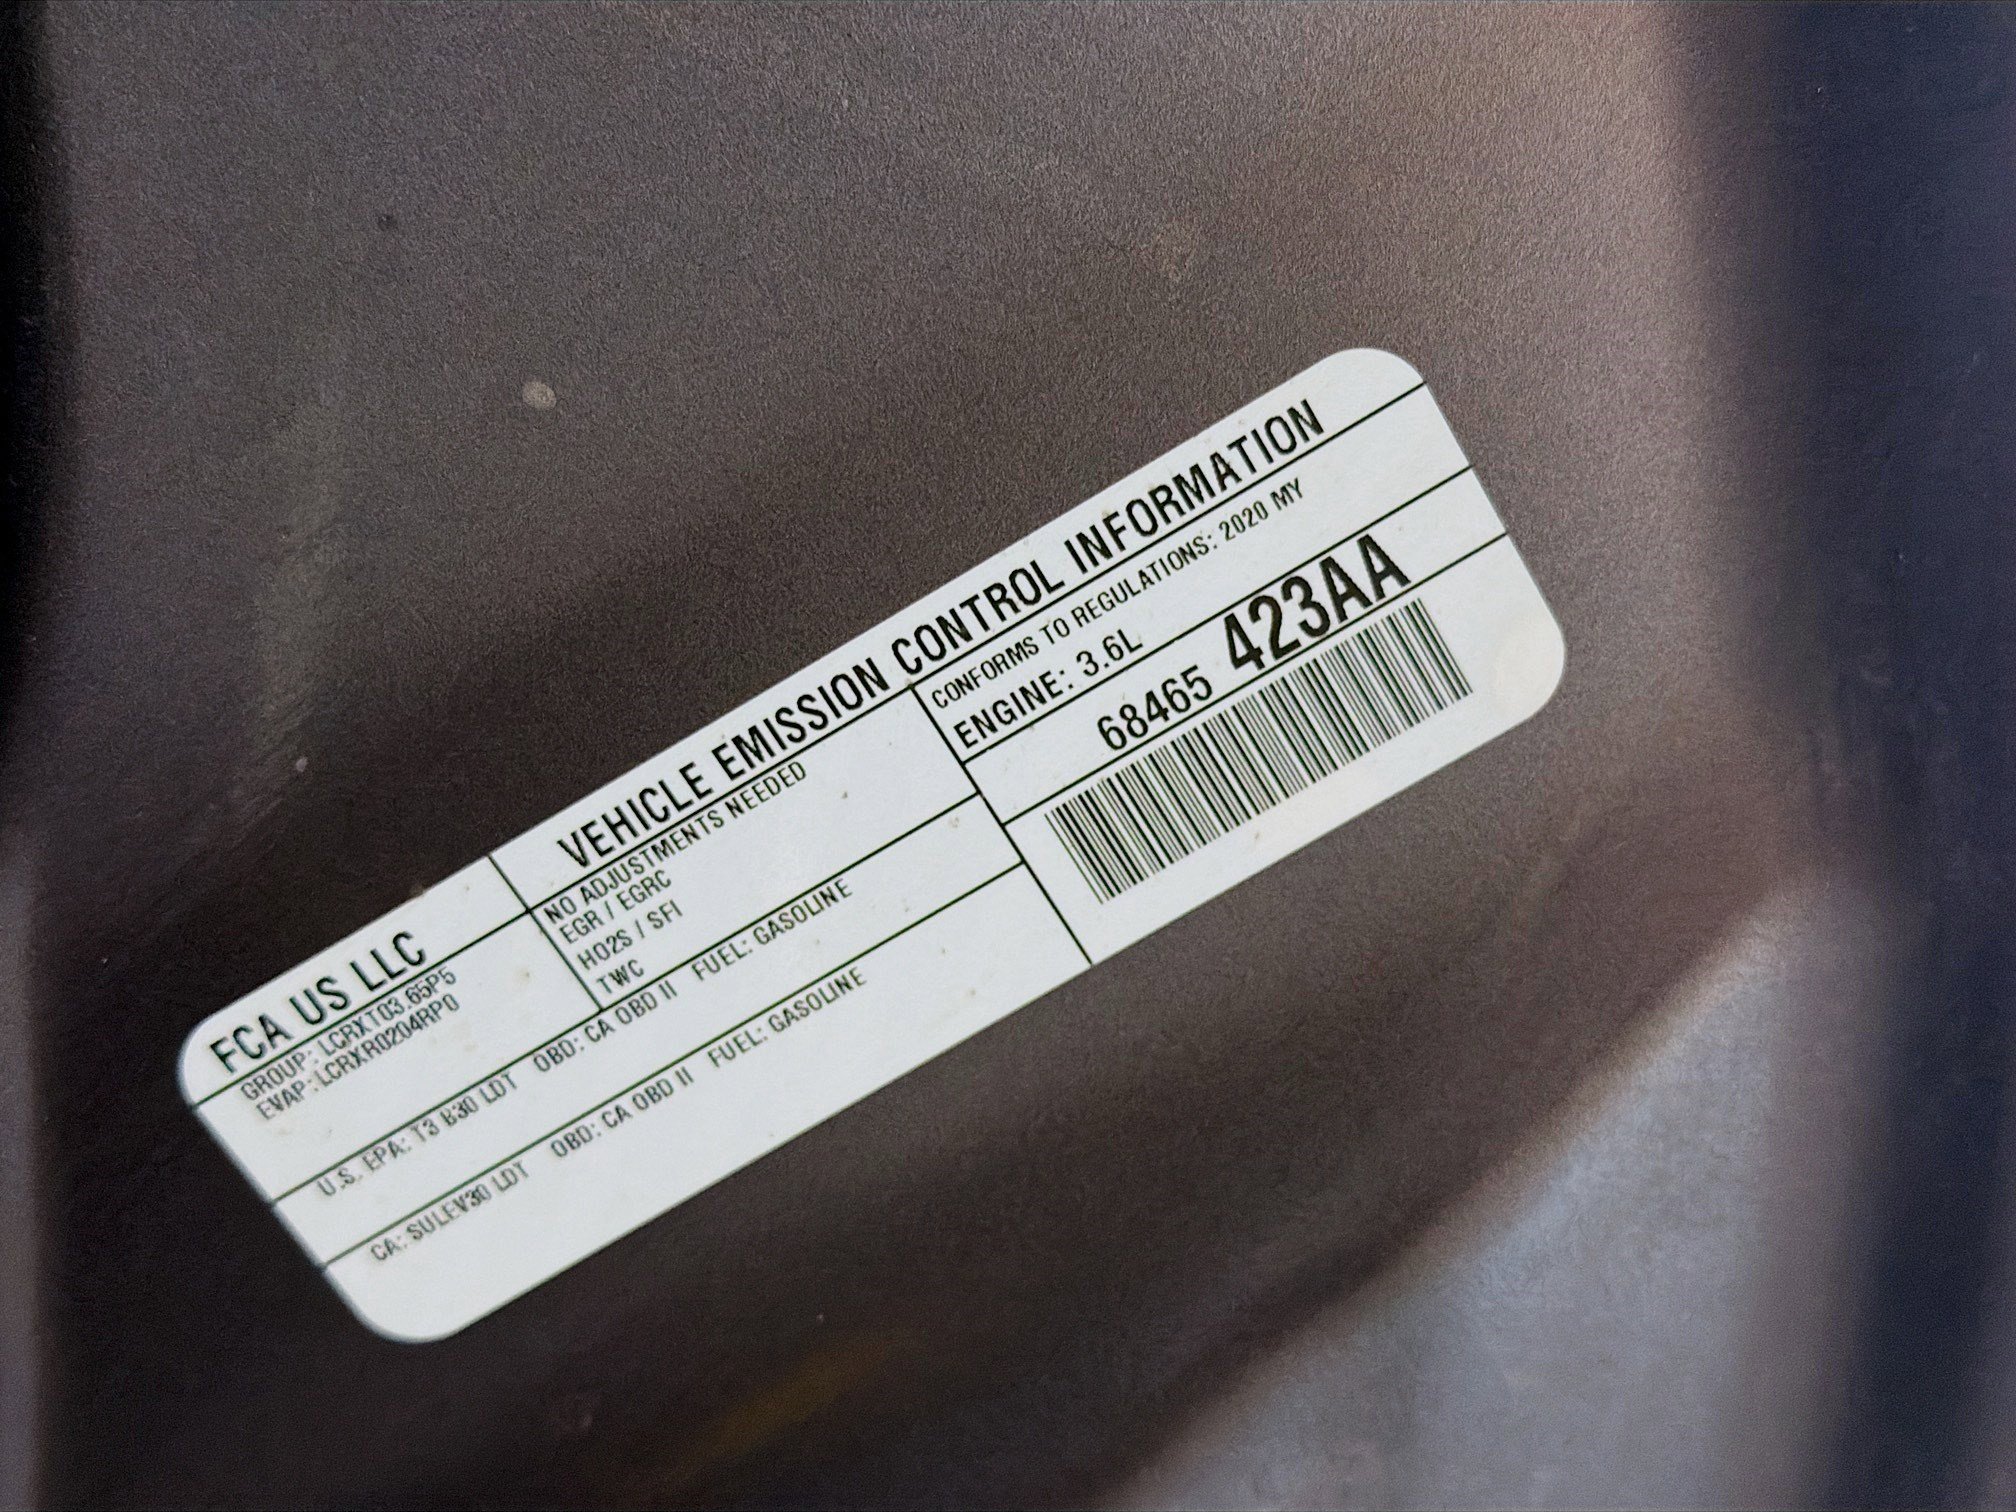 FCA US LLC
VEHICLE EMISSION CONTROL INFORMATION
GROUP: LCRXT03.65P5
EVAP: LCRXR0204RP0
NO ADJUSTMENTS NEEDED
EGR / EGRC
HO2S / SFI
TWC
CONFORMS TO REGULATIONS: 2020 MY
ENGINE: 3.6L
68465 423AA
U.S. EPA: T3 B30 LDT OBD: CA OBD II FUEL: GASOLINE
CA: SULEV30 LDT OBD: CA OBD II FUEL: GASOLINE